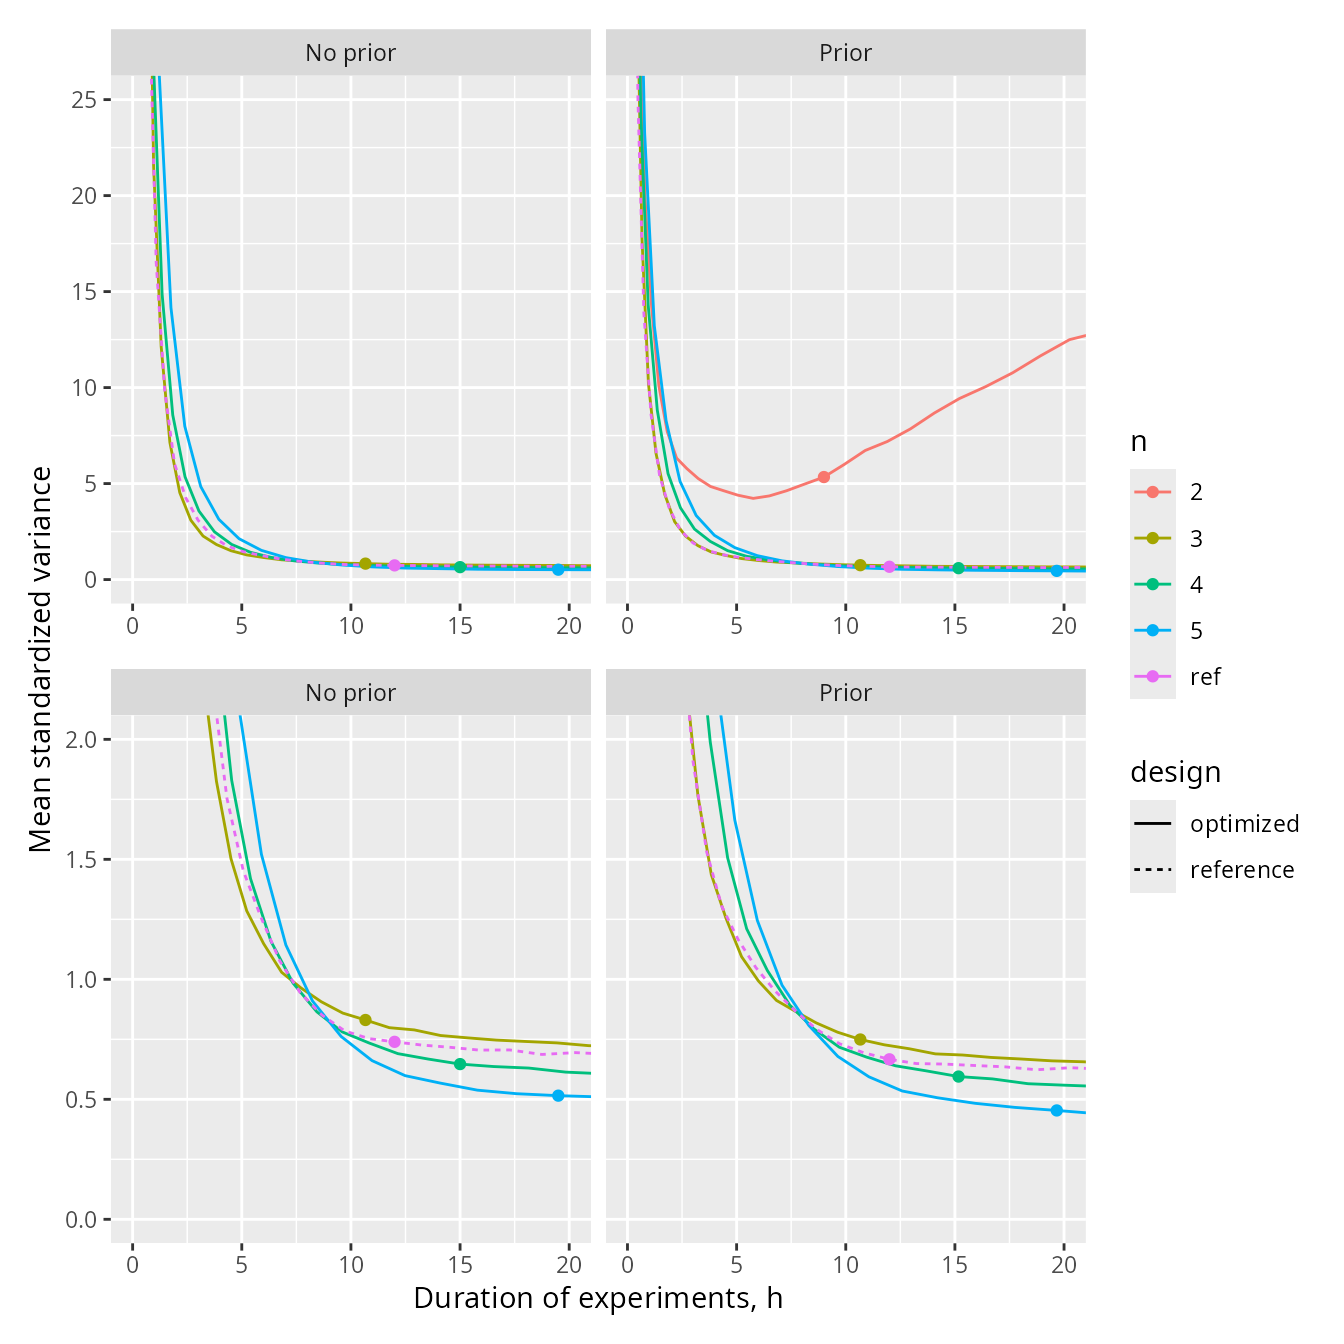 No prior
Prior
25
20
15
10
5
0
0 5 10 15 20
0 5 10 15 20
No prior
Prior
2.0
1.5
1.0
0.5
0.0
0 5 10 15 20
0 5 10 15 20
Mean standardized variance
Duration of experiments, h
n
2
3
4
5
ref
design
optimized
reference